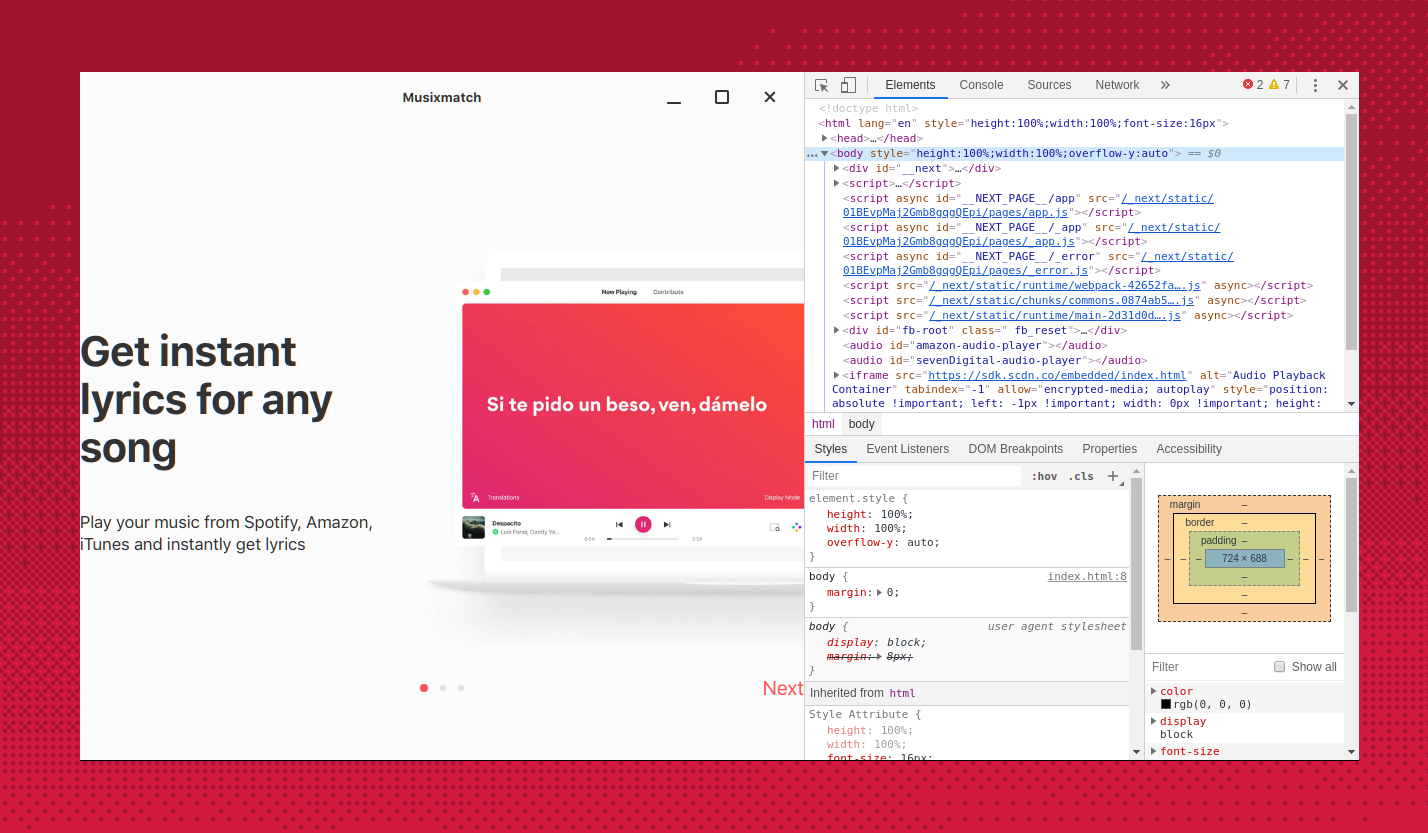 Musixmatch
Now Playing Contribute
Si te pido un beso, ven, dámelo
Translations Display Mode
Despacito
Luis Fonsi, Daddy Ya...
0:54 3:54
Get instant
lyrics for any
song
Play your music from Spotify, Amazon,
iTunes and instantly get lyrics
Next
Elements Console Sources Network » 2 7
<!doctype html>
<html lang="en" style="height:100%;width:100%;font-size:16px">
<head>…</head>
…<body style="height:100%;width:100%;overflow-y:auto"> == $0
<div id="__next">…</div>
<script>…</script>
<script async id="__NEXT_PAGE__/app" src="/_next/static/
01BEvpMaj2Gmb8gqgQEpi/pages/app.js"></script>
<script async id="__NEXT_PAGE__/_app" src="/_next/static/
01BEvpMaj2Gmb8gqgQEpi/pages/_app.js"></script>
<script async id="__NEXT_PAGE__/_error" src="/_next/static/
01BEvpMaj2Gmb8gqgQEpi/pages/_error.js"></script>
<script src="/_next/static/runtime/webpack-42652fa….js" async></script>
<script src="/_next/static/chunks/commons.0874ab5….js" async></script>
<script src="/_next/static/runtime/main-2d31d0d….js" async></script>
<div id="fb-root" class=" fb_reset">…</div>
<audio id="amazon-audio-player"></audio>
<audio id="sevenDigital-audio-player"></audio>
<iframe src="https://sdk.scdn.co/embedded/index.html" alt="Audio Playback
Container" tabindex="-1" allow="encrypted-media; autoplay" style="position:
absolute !important; left: -1px !important; width: 0px !important; height:
html body
Styles Event Listeners DOM Breakpoints Properties Accessibility
Filter :hov .cls +
element.style {
height: 100%;
width: 100%;
overflow-y: auto;
}
body { index.html:8
margin: 0;
}
body { user agent stylesheet
display: block;
margin: 8px;
}
Inherited from html
Style Attribute {
height: 100%;
width: 100%;
font-size: 16px;
margin –
border –
padding –
– – – 724 × 688 – – –
–
–
–
Filter Show all
color
rgb(0, 0, 0)
display
block
font-size